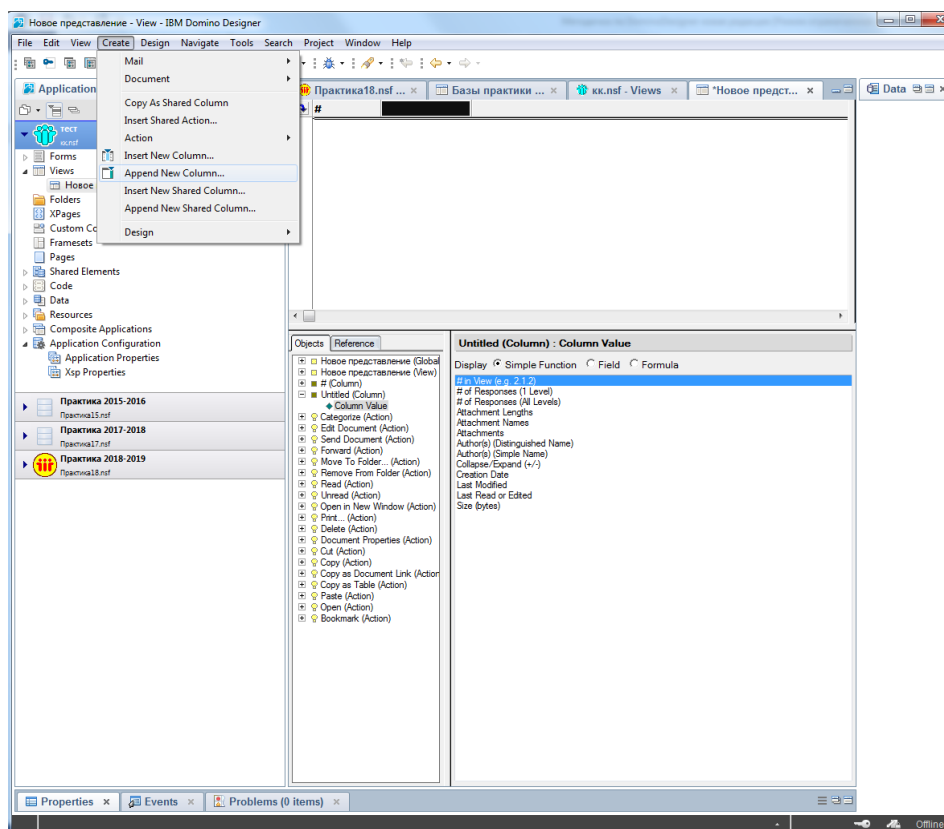 Новое представление - View - IBM Domino Designer
File Edit View Create Design Navigate Tools Search Project Window Help
Mail
Document
Copy As Shared Column
Insert Shared Action...
Action
Insert New Column...
Append New Column...
Insert New Shared Column...
Append New Shared Column...
Design
Application
тест
кк.nsf
Forms
Views
Новое
Folders
XPages
Custom Co
Framesets
Pages
Shared Elements
Code
Data
Resources
Composite Applications
Application Configuration
Application Properties
Xsp Properties
Практика 2015-2016
Практика15.nsf
Практика 2017-2018
Практика17.nsf
Практика 2018-2019
Практика18.nsf
Практика18.nsf ... Базы практики ... кк.nsf - Views *Новое предст...
Data
#
Objects Reference
Новое представление (Global
Новое представление (View)
# (Column)
Untitled (Column)
Column Value
Categorize (Action)
Edit Document (Action)
Send Document (Action)
Forward (Action)
Move To Folder... (Action)
Remove From Folder (Action)
Read (Action)
Unread (Action)
Open in New Window (Action)
Print... (Action)
Delete (Action)
Document Properties (Action)
Cut (Action)
Copy (Action)
Copy as Document Link (Action
Copy as Table (Action)
Paste (Action)
Open (Action)
Bookmark (Action)
Untitled (Column) : Column Value
Display Simple Function Field Formula
# in View (e.g. 2.1.2)
# of Responses (1 Level)
# of Responses (All Levels)
Attachment Lengths
Attachment Names
Attachments
Author(s) (Distinguished Name)
Author(s) (Simple Name)
Collapse/Expand (+/-)
Creation Date
Last Modified
Last Read or Edited
Size (bytes)
Properties Events Problems (0 items)
Offline